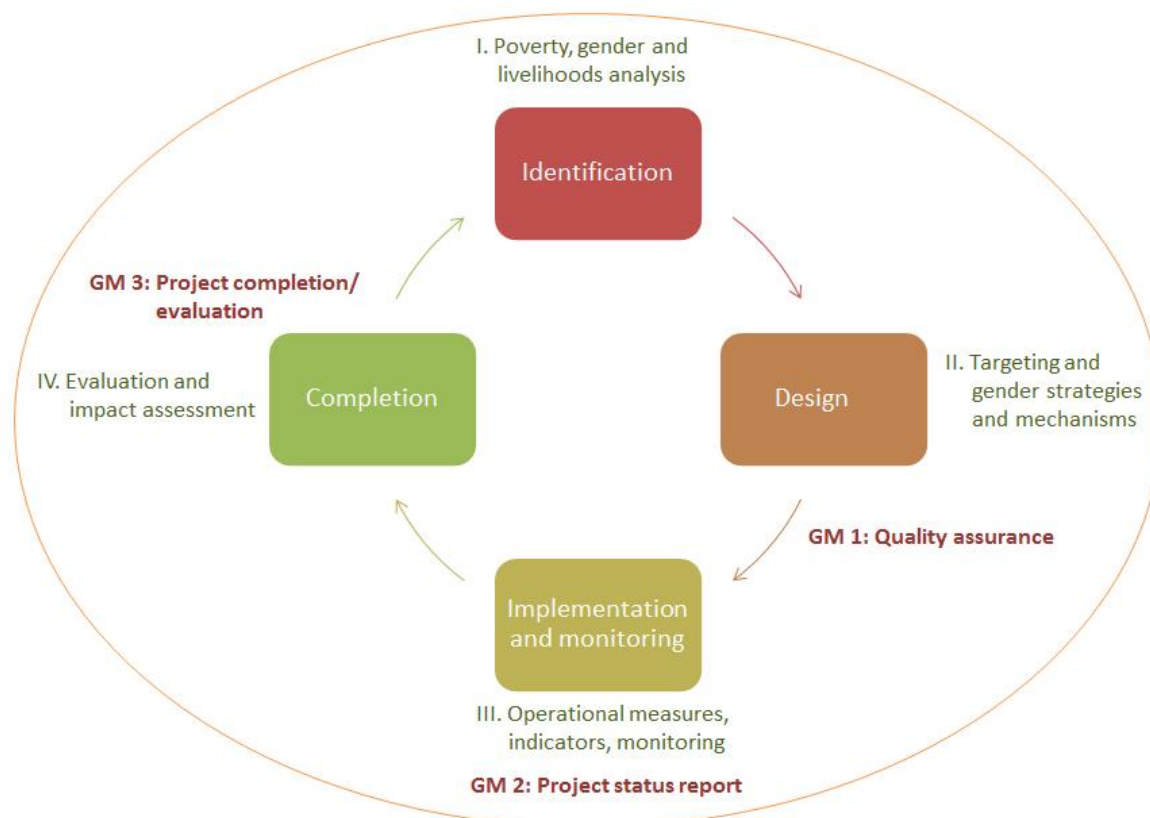 I. Poverty, gender and
livelihoods analysis
Identification
GM 3: Project completion/
evaluation
IV. Evaluation and
impact assessment
Completion
Design
II. Targeting and
gender strategies
and mechanisms
GM 1: Quality assurance
Implementation
and monitoring
III. Operational measures,
indicators, monitoring
GM 2: Project status report